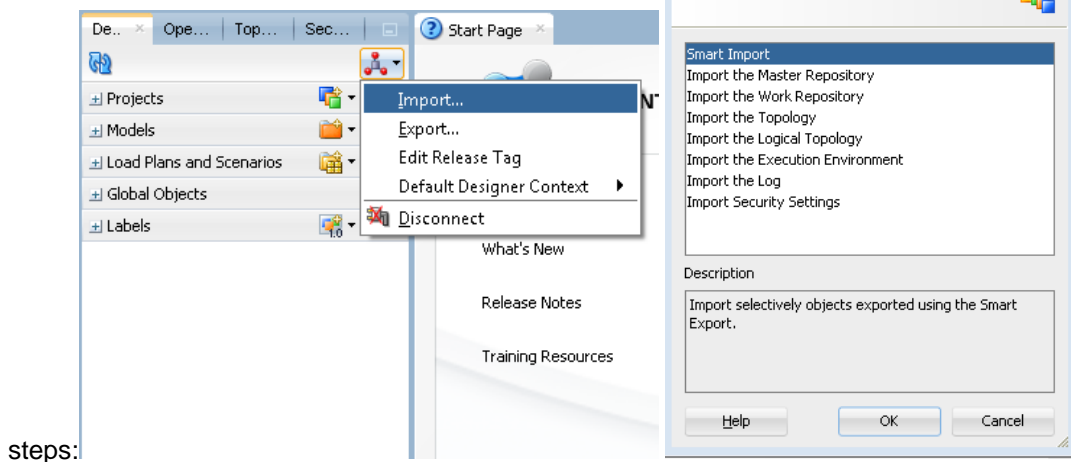 De..
Ope...
Top...
Sec...
Start Page
Projects
Models
Load Plans and Scenarios
Global Objects
Labels
1.0
Import...
Export...
Edit Release Tag
Default Designer Context
Disconnect
What's New
Release Notes
Training Resources
Smart Import
Import the Master Repository
Import the Work Repository
Import the Topology
Import the Logical Topology
Import the Execution Environment
Import the Log
Import Security Settings
Description
Import selectively objects exported using the Smart
Export.
Help
OK
Cancel
steps: